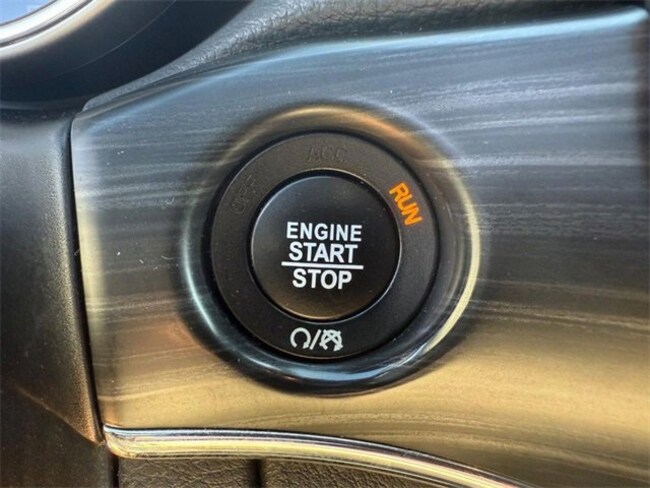 OFF
ACC
RUN
ENGINE
START
STOP